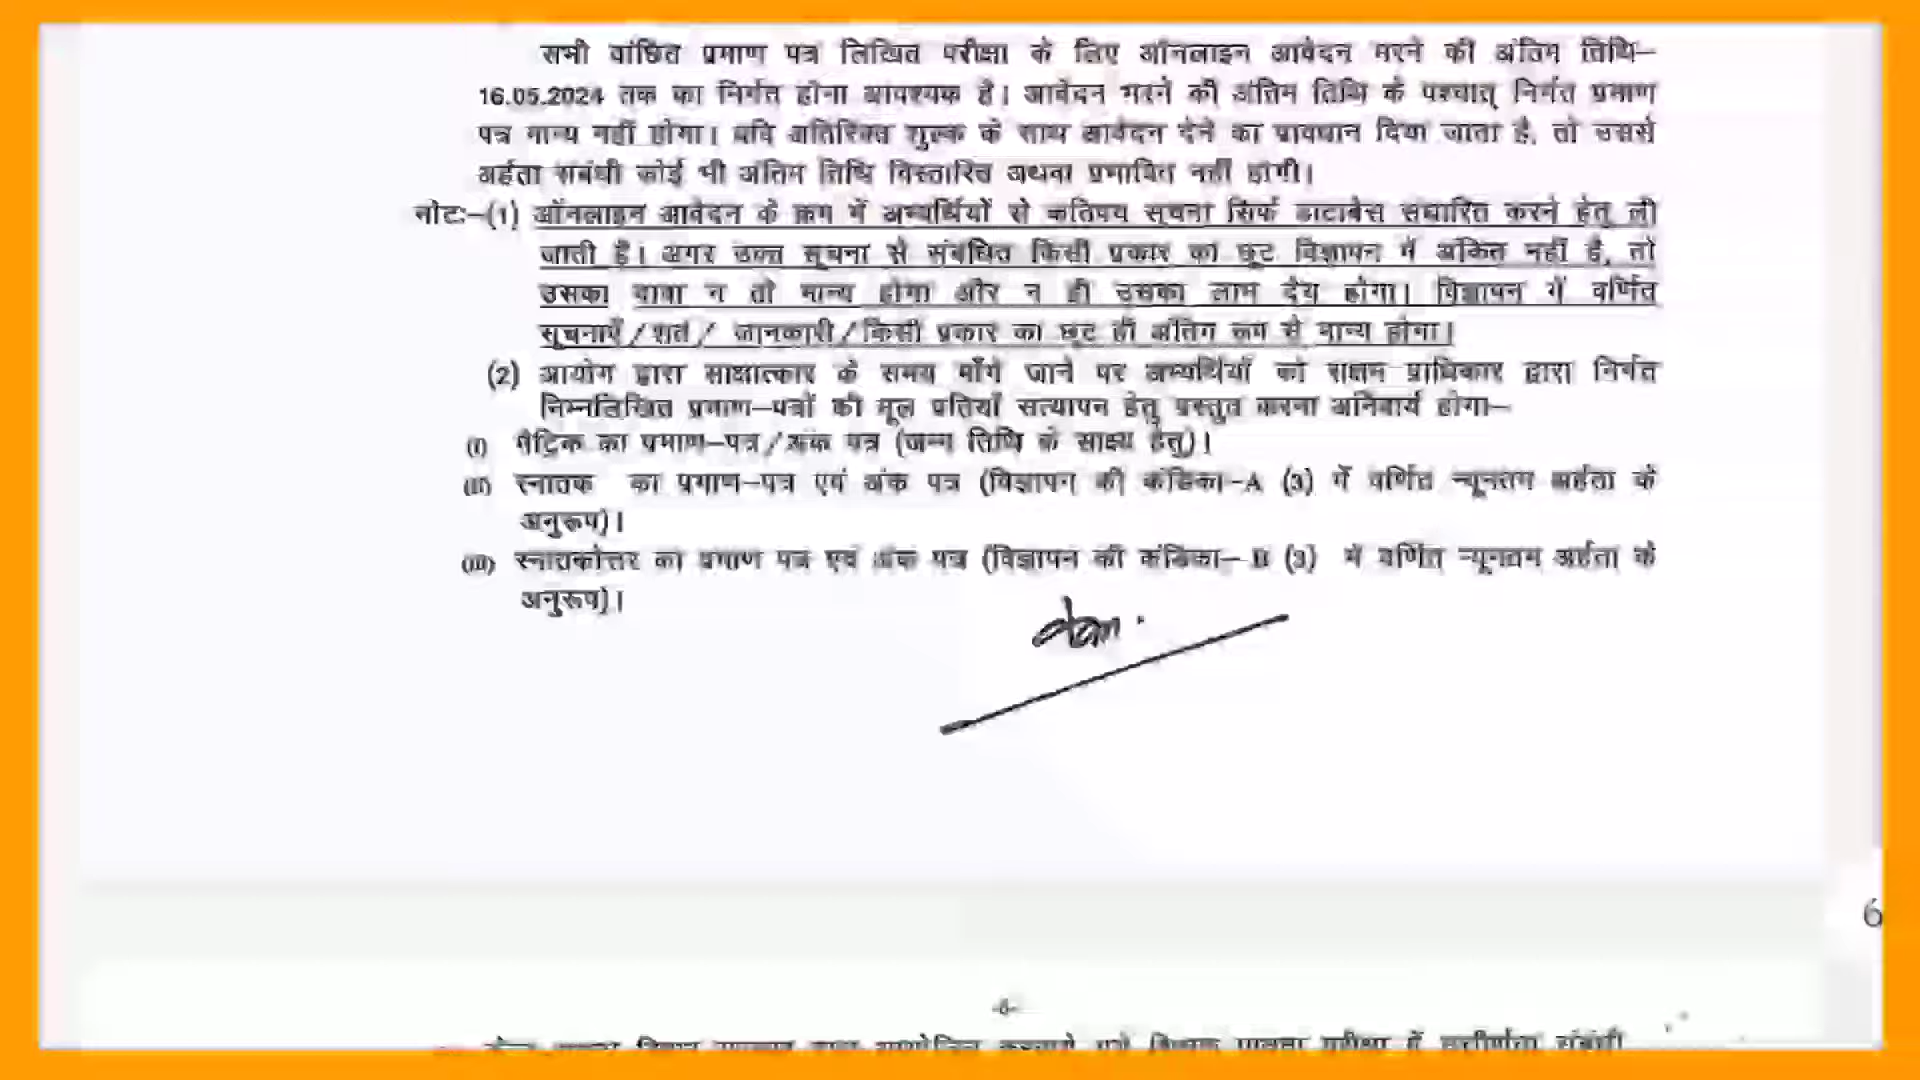 सभी वांछित प्रमाण पत्र लिखित परीक्षा के लिए ऑनलाइन आवेदन भरने की अंतिम तिथि–
16.05.2024 तक का निर्गत होना आवश्यक है। आवेदन भरने की अंतिम तिथि के पश्चात् निर्गत प्रमाण
पत्र मान्य नहीं होगा। यदि अतिरिक्त शुल्क के साथ आवेदन देने का प्रावधान दिया जाता है, तो उससे
अर्हता संबंधी कोई भी अंतिम तिथि विस्तारित अथवा प्रभावित नहीं होगी।
नोटः–(1) ऑनलाइन आवेदन के क्रम में अभ्यर्थियों से कतिपय सूचना सिर्फ डाटाबेस संधारित करने हेतु ली
जाती है। अगर उक्त सूचना से संबंधित किसी प्रकार का छूट विज्ञापन में अंकित नहीं है, तो
उसका दावा न तो मान्य होगा और न ही उसका लाभ देय होगा। विज्ञापन में वर्णित
सूचनाएँ/शर्त/ जानकारी/किसी प्रकार का छूट ही अंतिम रूप से मान्य होगा।
(2) आयोग द्वारा साक्षात्कार के समय माँगे जाने पर अभ्यर्थियों को सक्षम प्राधिकार द्वारा निर्गत
निम्नलिखित प्रमाण–पत्रों की मूल प्रतियाँ सत्यापन हेतु प्रस्तुत करना अनिवार्य होगा–
(i) मैट्रिक का प्रमाण–पत्र/अंक पत्र (जन्म तिथि के साक्ष्य हेतु)।
(ii) स्नातक का प्रमाण–पत्र एवं अंक पत्र (विज्ञापन की कंडिका–A (3) में वर्णित न्यूनतम अर्हता के
अनुरूप)।
(iii) स्नातकोत्तर का प्रमाण पत्र एवं अंक पत्र (विज्ञापन की कंडिका– B (3) में वर्णित न्यूनतम अर्हता के
अनुरूप)।
6
-6-